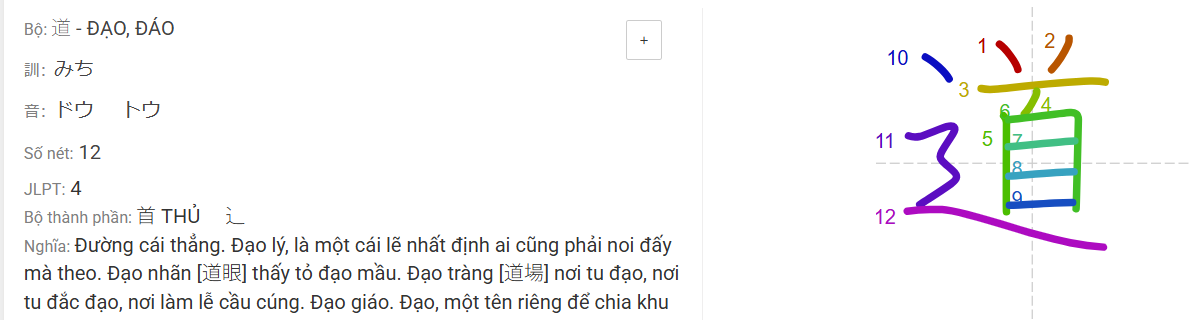 Bộ: 道 - ĐẠO, ĐÁO
+
訓: みち
音: ドウ トウ
Số nét: 12
JLPT: 4
Bộ thành phần: 首 THỦ 辶
Nghĩa: Đường cái thẳng. Đạo lý, là một cái lẽ nhất định ai cũng phải noi đấy
mà theo. Đạo nhãn [道眼] thấy tỏ đạo mầu. Đạo tràng [道場] nơi tu đạo, nơi
tu đắc đạo, nơi làm lễ cầu cúng. Đạo giáo. Đạo, một tên riêng để chia khu
道
1
2
3
4
5
6
7
8
9
10
11
12